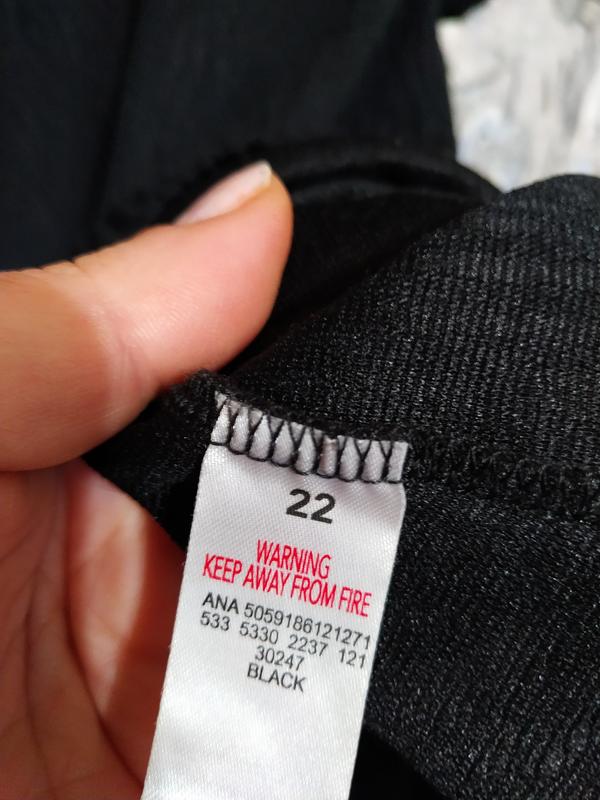 22
WARNING
KEEP AWAY FROM FIRE
ANA 5059186121271
533 5330 2237 121
30247
BLACK